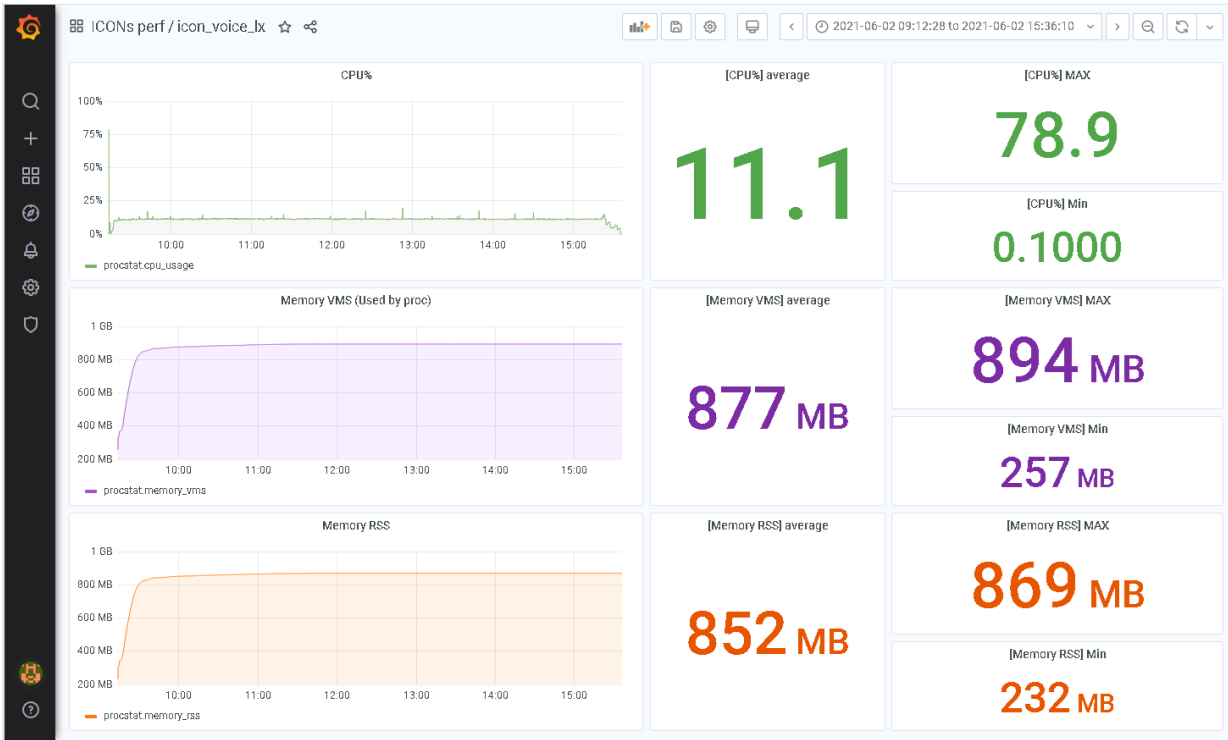 ICONs perf / icon_voice_lx
2021-06-02 09:12:28 to 2021-06-02 15:36:10
CPU%
100%
75%
50%
25%
0%
10:00 11:00 12:00 13:00 14:00 15:00
procstat.cpu_usage
[CPU%] average
11.1
[CPU%] MAX
78.9
[CPU%] Min
0.1000
Memory VMS (Used by proc)
1 GB
800 MB
600 MB
400 MB
200 MB
10:00 11:00 12:00 13:00 14:00 15:00
procstat.memory_vms
[Memory VMS] average
877 MB
[Memory VMS] MAX
894 MB
[Memory VMS] Min
257 MB
Memory RSS
1 GB
800 MB
600 MB
400 MB
200 MB
10:00 11:00 12:00 13:00 14:00 15:00
procstat.memory_rss
[Memory RSS] average
852 MB
[Memory RSS] MAX
869 MB
[Memory RSS] Min
232 MB